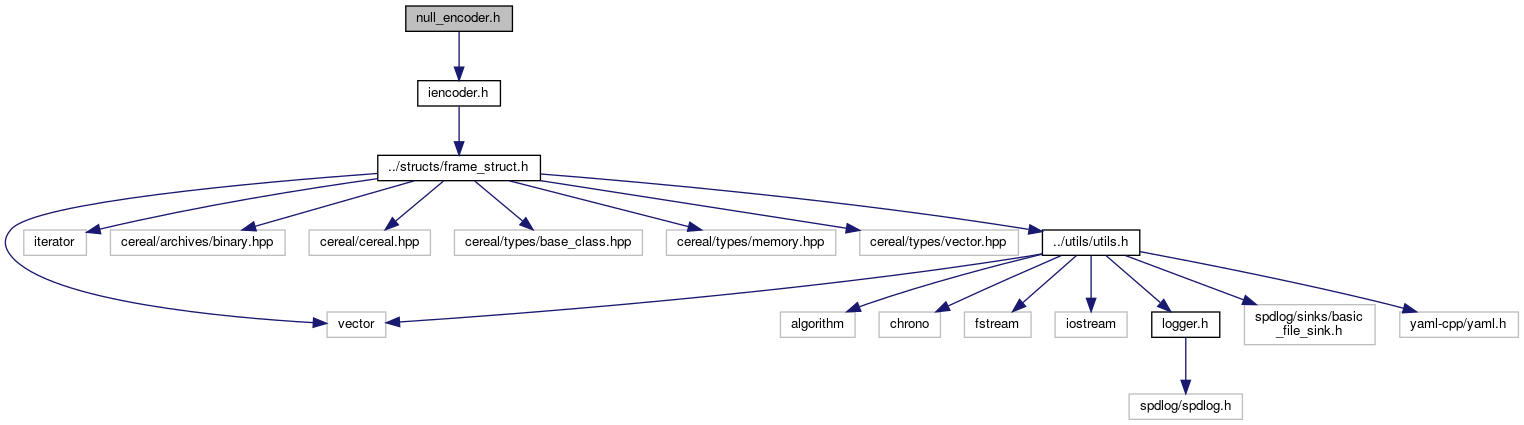 null_encoder.h
iencoder.h
../structs/frame_struct.h
iterator
cereal/archives/binary.hpp
cereal/cereal.hpp
cereal/types/base_class.hpp
cereal/types/memory.hpp
cereal/types/vector.hpp
../utils/utils.h
vector
algorithm
chrono
fstream
iostream
logger.h
spdlog/sinks/basic
_file_sink.h
yaml-cpp/yaml.h
spdlog/spdlog.h